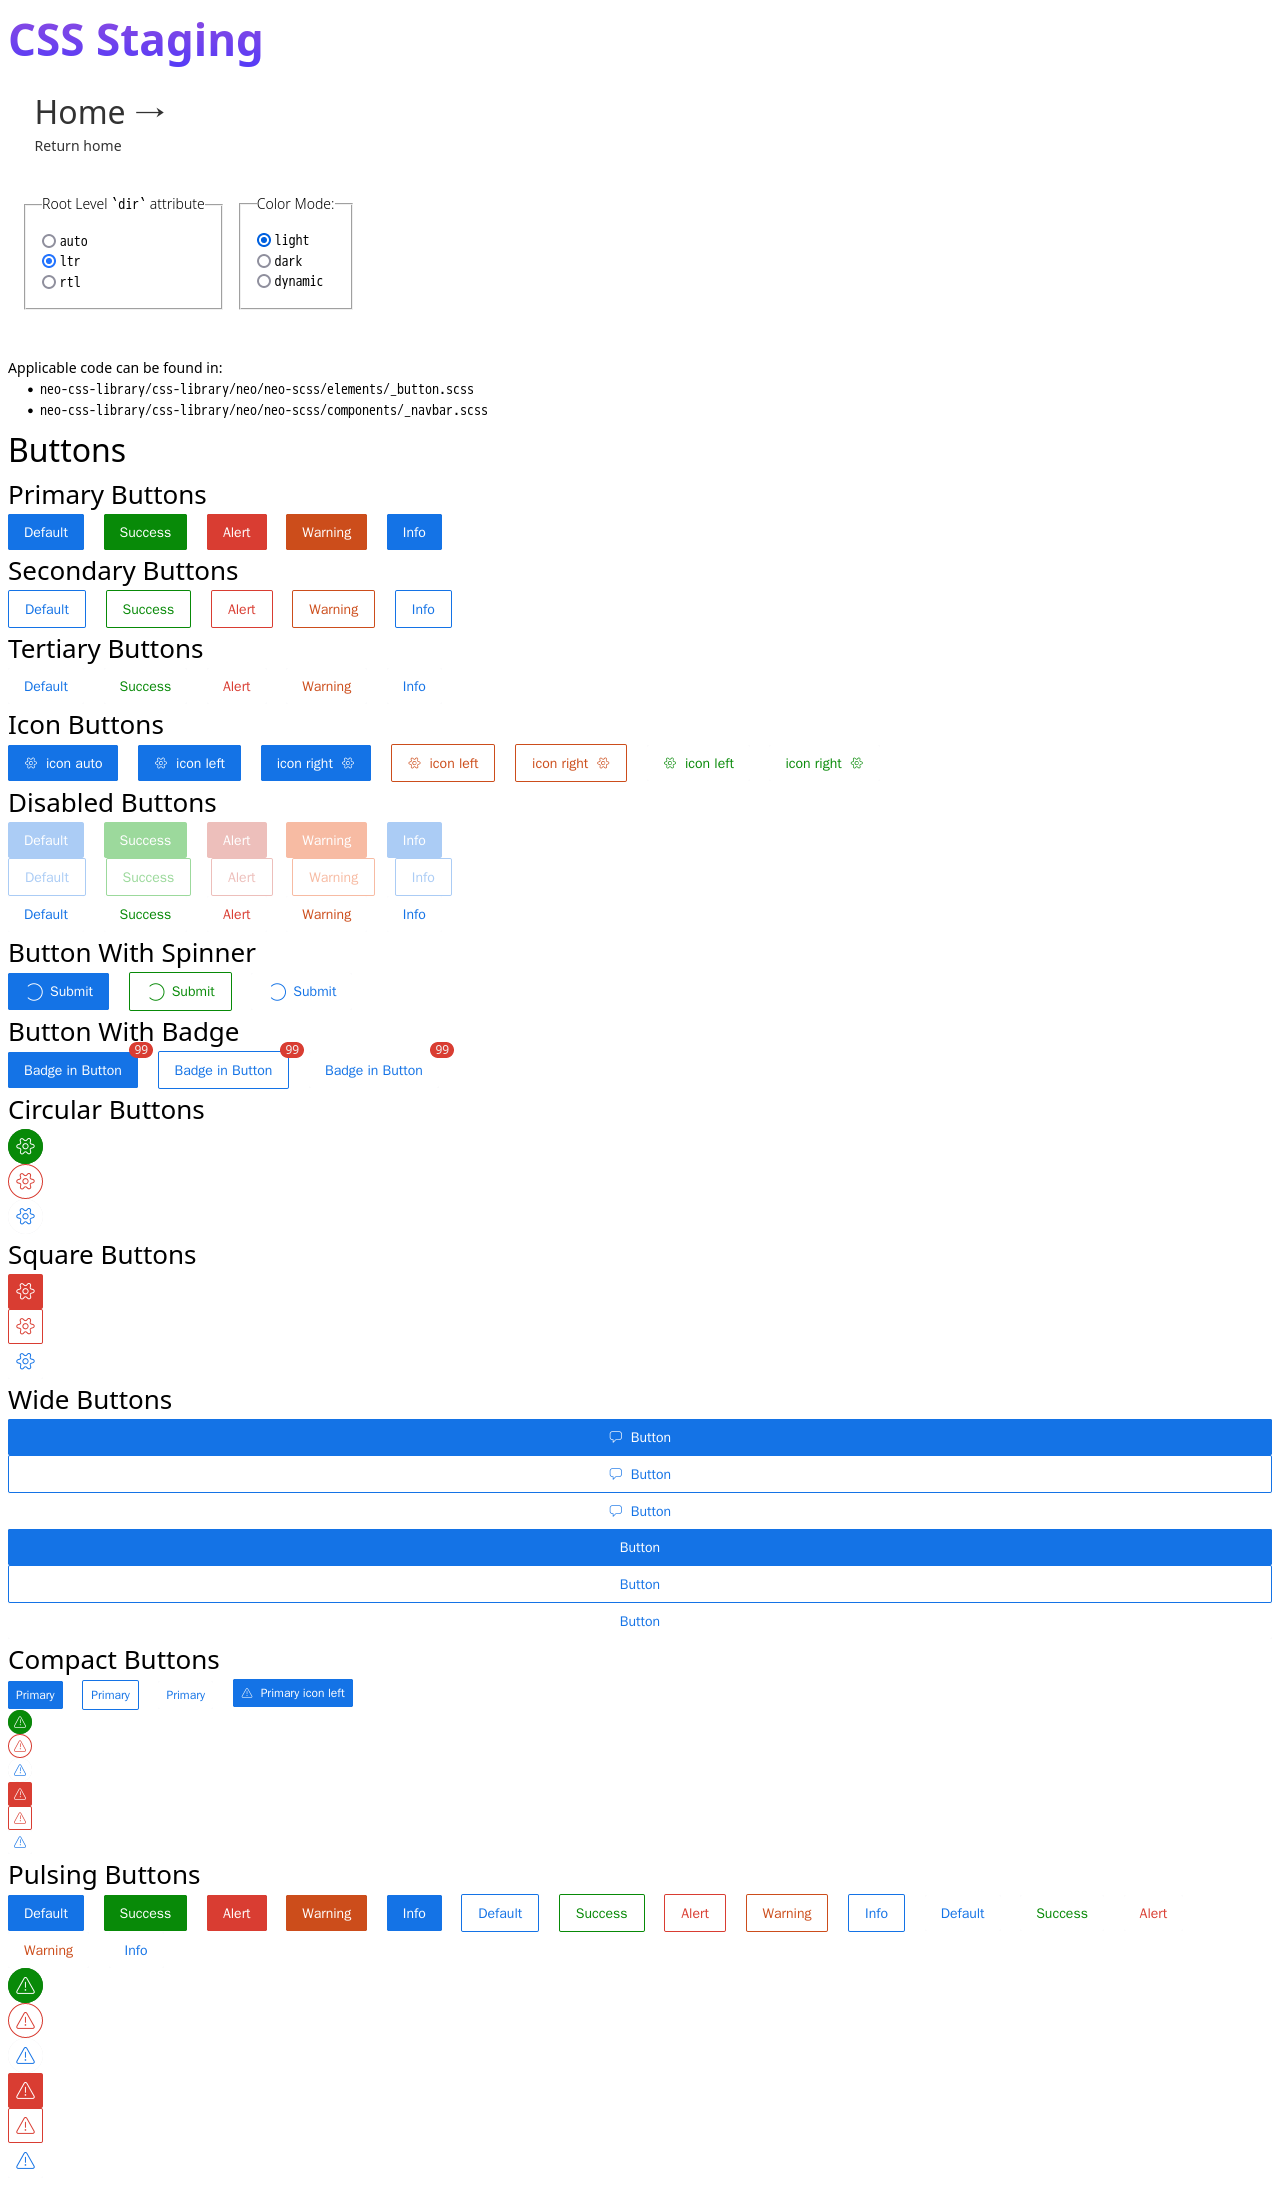 CSS Staging
Home →
Return home
Root Level `dir` attribute
auto
ltr
rtl
Color Mode:
light
dark
dynamic
Applicable code can be found in:
• neo-css-library/css-library/neo/neo-scss/elements/_button.scss
• neo-css-library/css-library/neo/neo-scss/components/_navbar.scss
Buttons
Primary Buttons
Default Success Alert Warning Info
Secondary Buttons
Default Success Alert Warning Info
Tertiary Buttons
Default Success Alert Warning Info
Icon Buttons
icon auto icon left icon right icon left icon right icon left icon right
Disabled Buttons
Default Success Alert Warning Info
Default Success Alert Warning Info
Default Success Alert Warning Info
Button With Spinner
Submit Submit Submit
Button With Badge
99 99 99
Badge in Button Badge in Button Badge in Button
Circular Buttons
Square Buttons
Wide Buttons
Button
Button
Button
Button
Button
Button
Compact Buttons
Primary Primary Primary Primary icon left
Pulsing Buttons
Default Success Alert Warning Info Default Success Alert Warning Info Default Success Alert
Warning Info